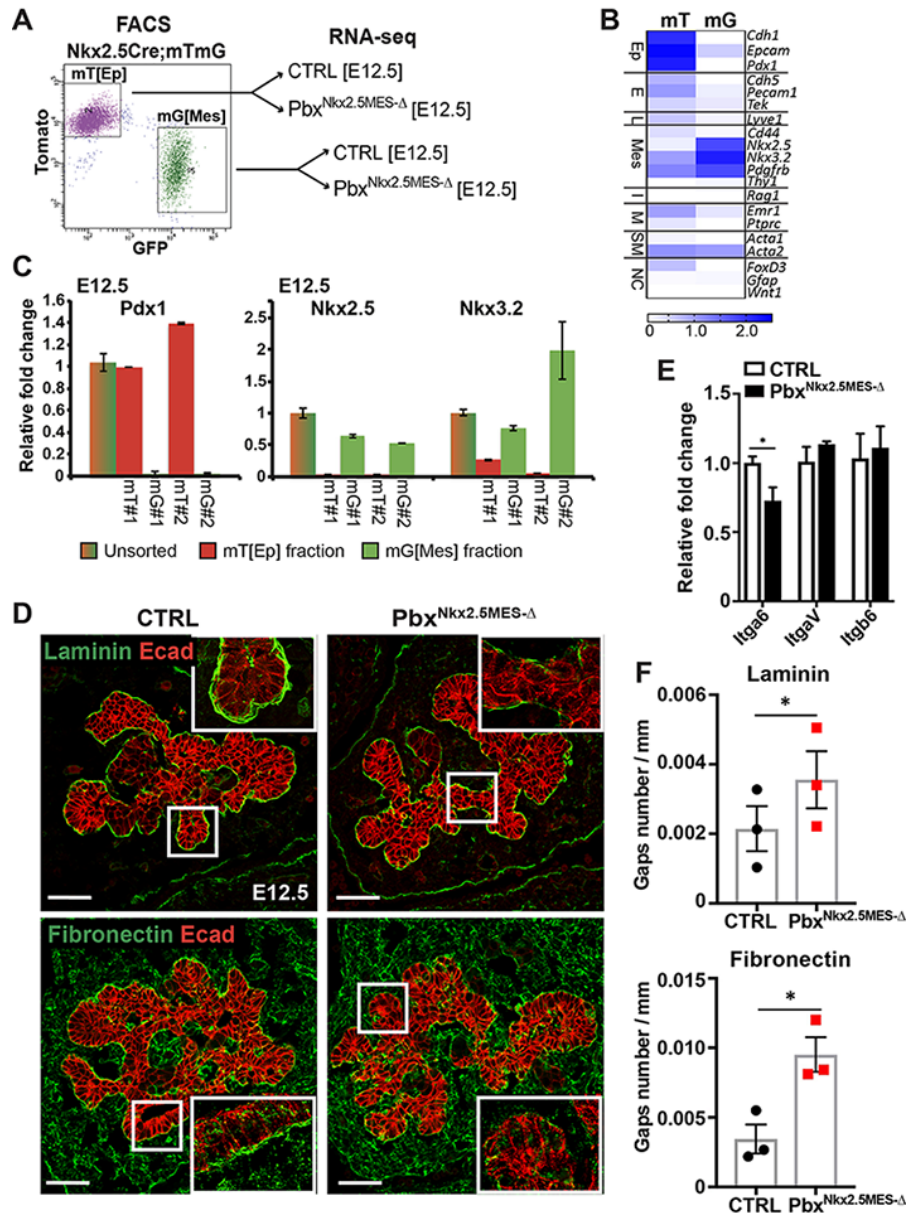 A
FACS
Nkx2.5Cre;mTmG
RNA-seq
mT[Ep]
mG[Mes]
CTRL [E12.5]
Pbx^Nkx2.5MES-Δ [E12.5]
CTRL [E12.5]
Pbx^Nkx2.5MES-Δ [E12.5]
Tomato
GFP
B
mT mG
Ep
Cdh1
Epcam
Pdx1
E
Cdh5
Pecam1
Tek
L
Lyve1
Mes
Cd44
Nkx2.5
Nkx3.2
Pdgfrb
Thy1
I
Rag1
M
Emr1
Ptprc
SM
Acta1
Acta2
NC
FoxD3
Gfap
Wnt1
0 1.0 2.0
C
E12.5
Pdx1
Relative fold change
1.6
1.4
1.2
1
0.8
0.6
0.4
0.2
0
mT#1
mG#1
mT#2
mG#2
E12.5
Nkx2.5
Nkx3.2
2.5
2
1.5
1
0.5
0
mT#1
mG#1
mT#2
mG#2
mT#1
mG#1
mT#2
mG#2
Unsorted
mT[Ep] fraction
mG[Mes] fraction
D
CTRL
Pbx^Nkx2.5MES-Δ
Laminin Ecad
E12.5
Fibronectin Ecad
E
CTRL
Pbx^Nkx2.5MES-Δ
Relative fold change
1.5
1.0
0.5
0
*
Itga6
ItgaV
Itgb6
F
Laminin
Gaps number / mm
0.006
0.004
0.002
0
*
CTRL
Pbx^Nkx2.5MES-Δ
Fibronectin
Gaps number / mm
0.015
0.010
0.005
0
*
CTRL
Pbx^Nkx2.5MES-Δ